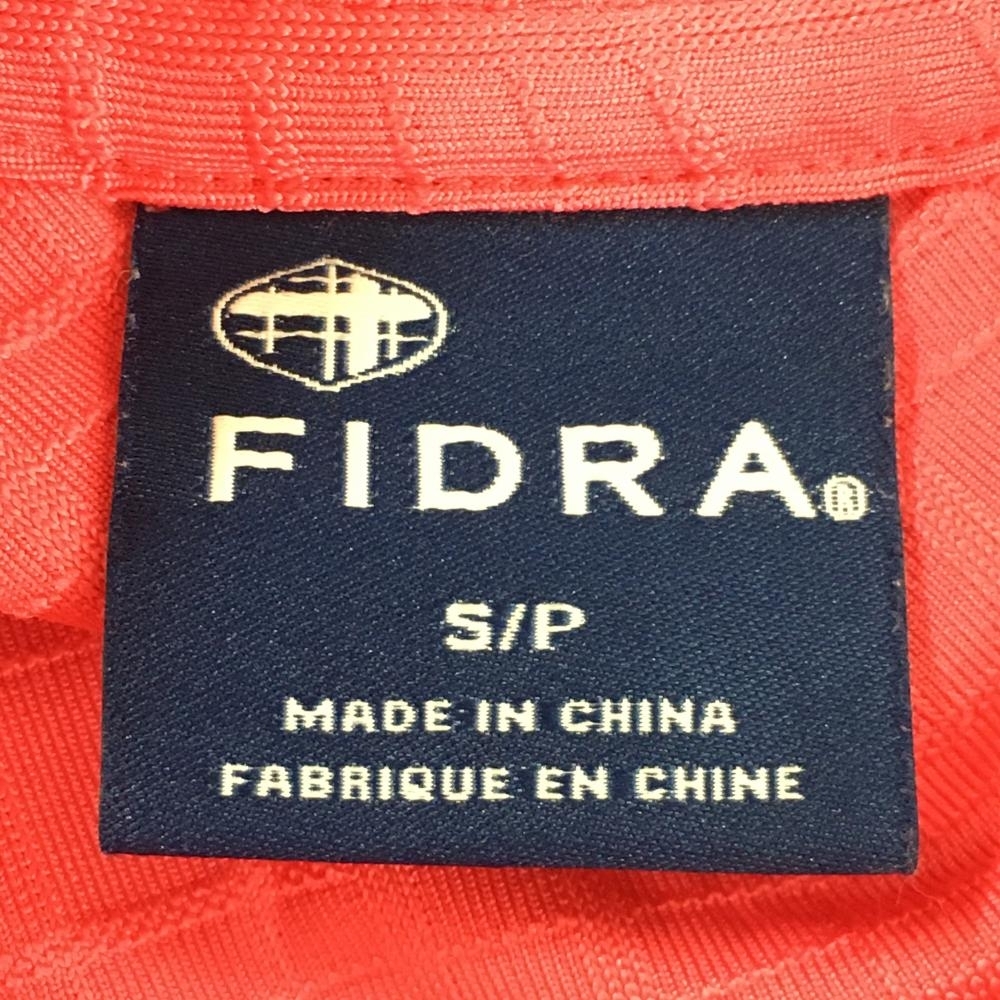 FIDRA®
S/P
MADE IN CHINA
FABRIQUE EN CHINE